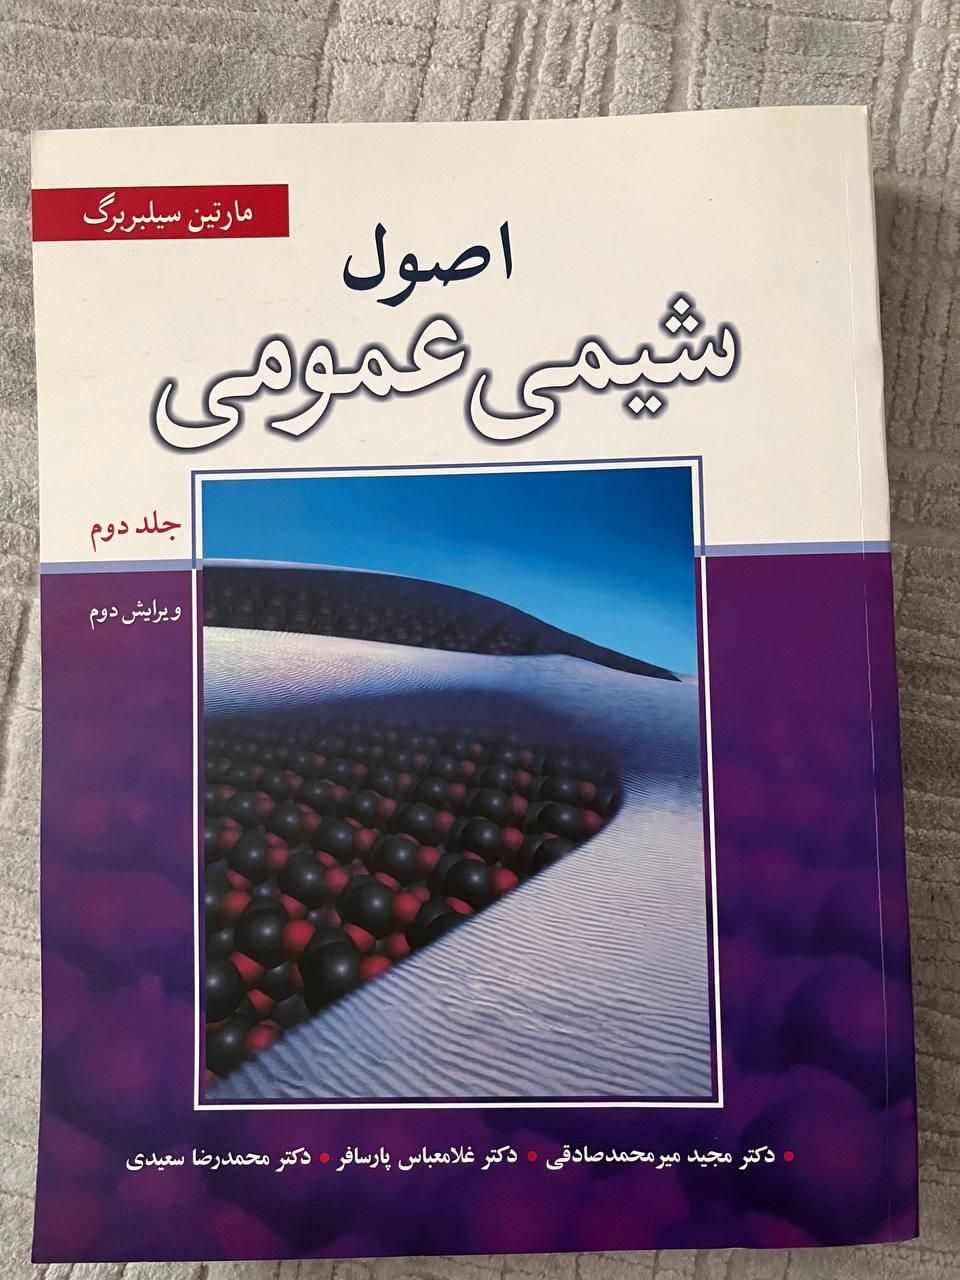 مارتین سیلبربرگ
اصول
شیمی عمومی
جلد دوم
ویرایش دوم
• دکتر مجید میرمحمدصادقی • دکتر غلامعباس پارسافر • دکتر محمدرضا سعیدی